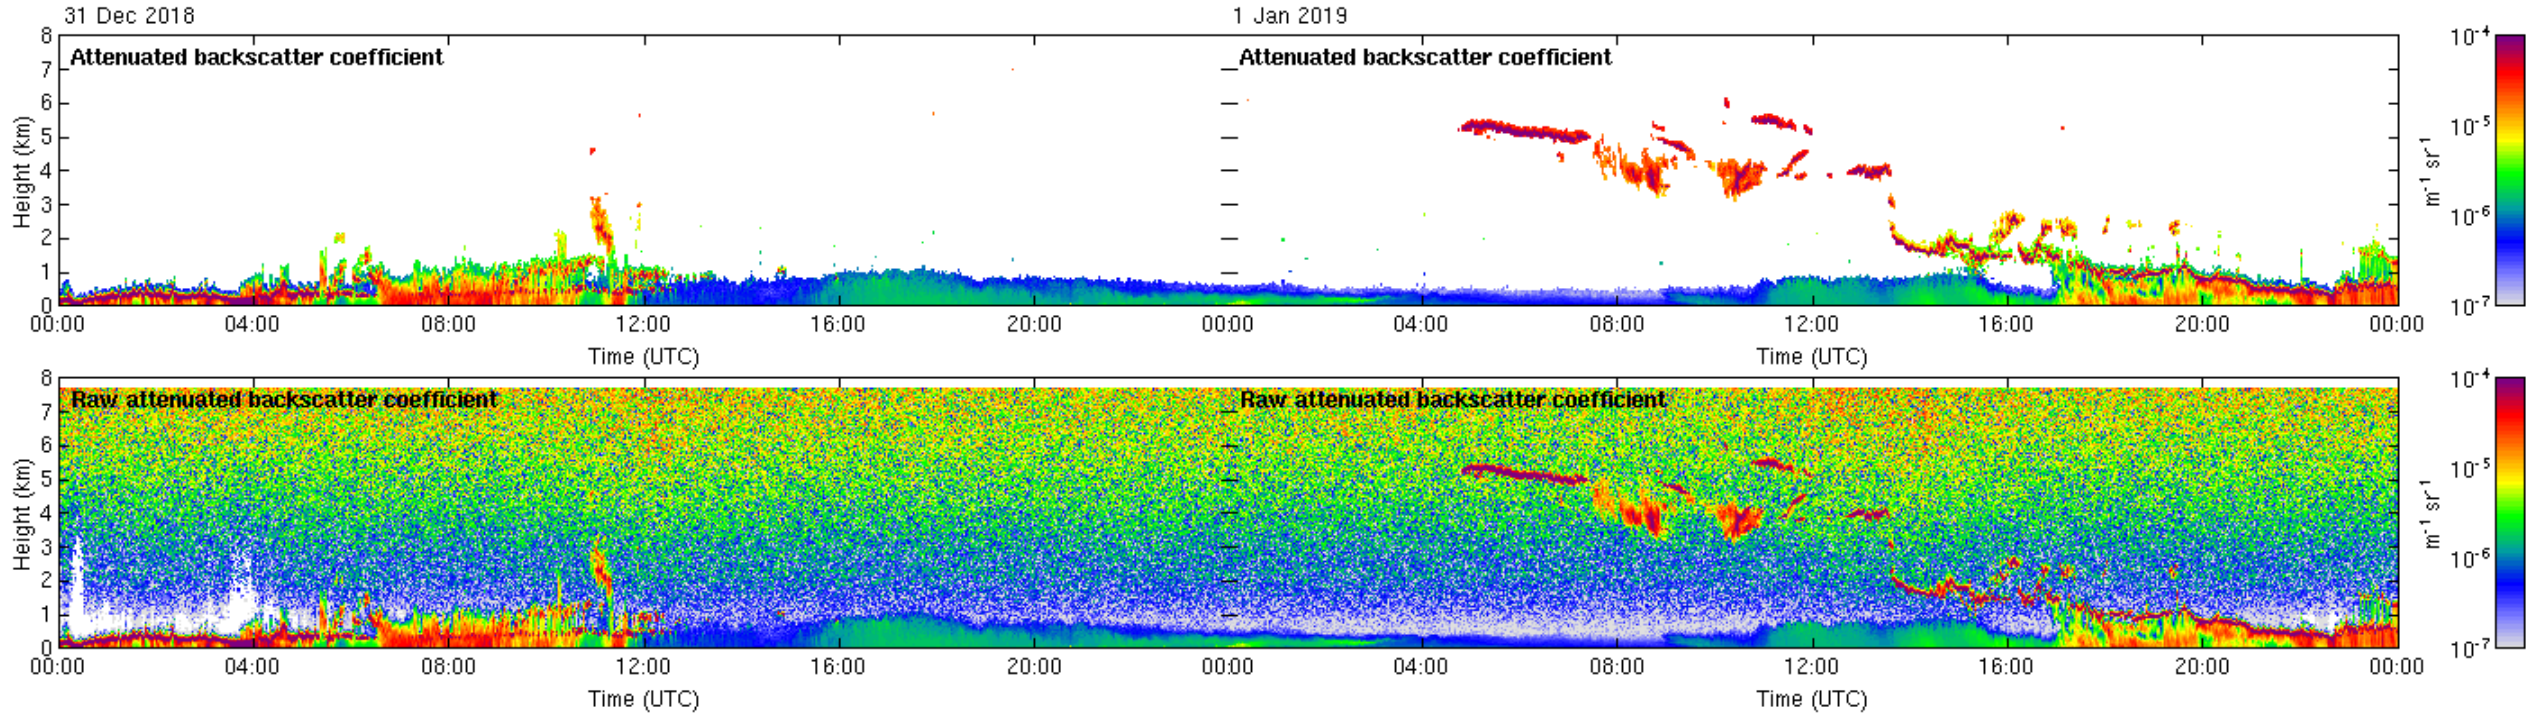 31 Dec 2018 1 Jan 2019
Attenuated backscatter coefficient Attenuated backscatter coefficient
8
7
6
5
4
3
2
1
0
Height (km)
00:00 04:00 08:00 12:00 16:00 20:00 00:00 04:00 08:00 12:00 16:00 20:00 00:00
Time (UTC) Time (UTC)
10-4
10-5
10-6
10-7
m-1 sr-1
Raw attenuated backscatter coefficient Raw attenuated backscatter coefficient
8
7
6
5
4
3
2
1
0
Height (km)
00:00 04:00 08:00 12:00 16:00 20:00 00:00 04:00 08:00 12:00 16:00 20:00 00:00
Time (UTC) Time (UTC)
10-4
10-5
10-6
10-7
m-1 sr-1